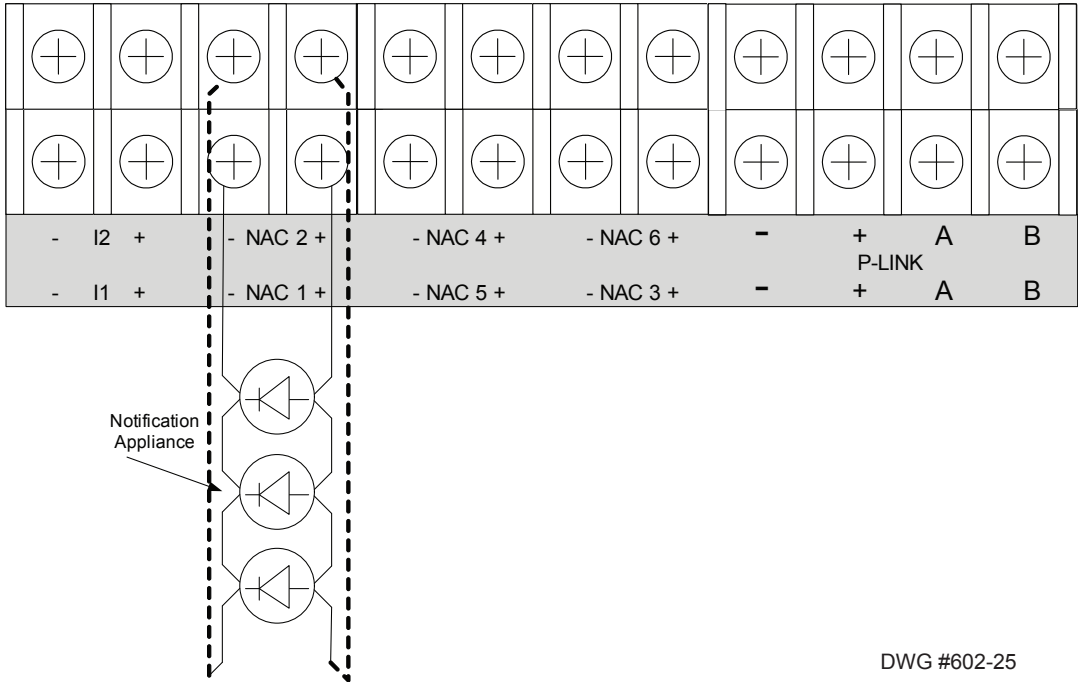 - I2 + - NAC 2 + - NAC 4 + - NAC 6 + - + A B
P-LINK
- I1 + - NAC 1 + - NAC 5 + - NAC 3 + - + A B
Notification
Appliance
DWG #602-25